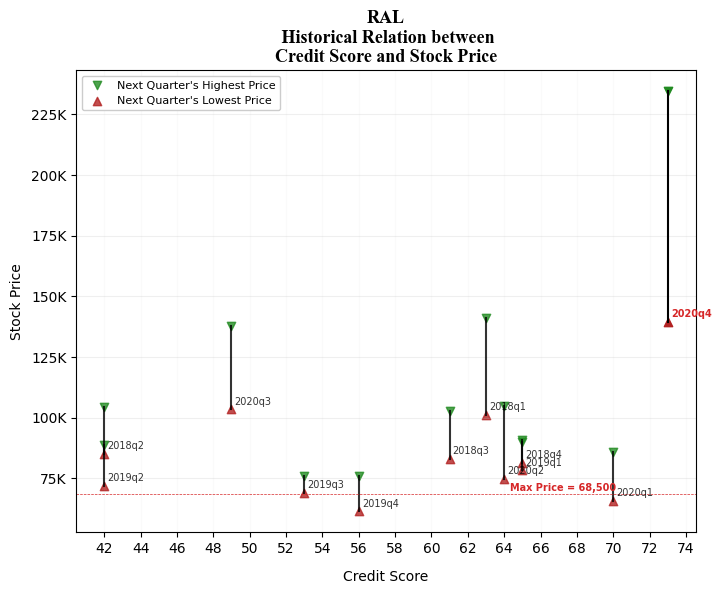 RAL
Historical Relation between
Credit Score and Stock Price
Next Quarter's Highest Price
Next Quarter's Lowest Price
225K
200K
175K
150K
125K
100K
75K
Stock Price
2020q4
2018q1
2020q3
2018q3
2018q4
2018q2
2019q1
2020q2
2019q2
2019q3
Max Price = 68,500
2020q1
2019q4
42 44 46 48 50 52 54 56 58 60 62 64 66 68 70 72 74
Credit Score